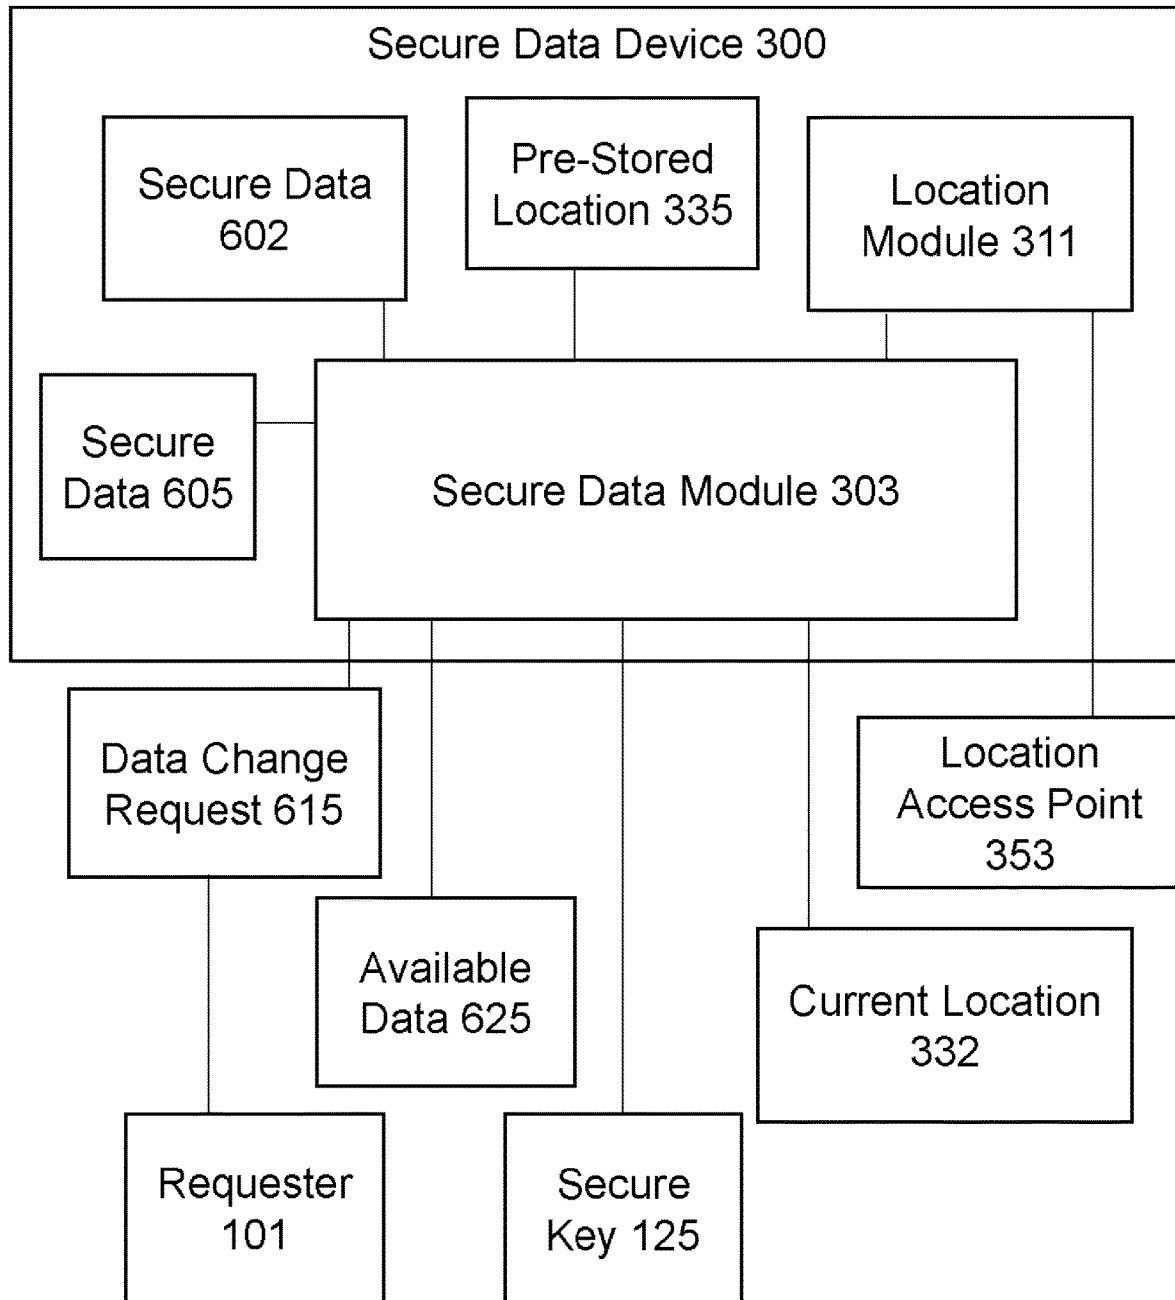 Secure Data Device 300
Secure Data
602
Pre-Stored
Location 335
Location
Module 311
Secure
Data 605
Secure Data Module 303
Data Change
Request 615
Location
Access Point
353
Available
Data 625
Current Location
332
Requester
101
Secure
Key 125